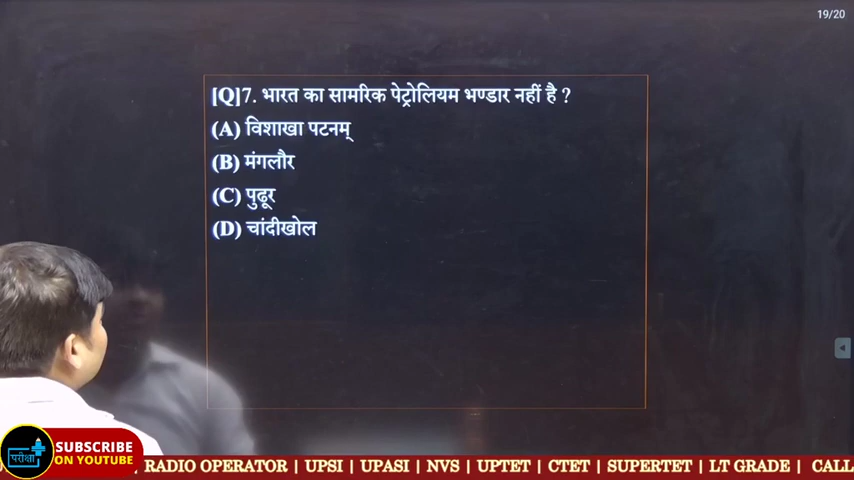 19/20
[Q]7. भारत का सामरिक पेट्रोलियम भण्डार नहीं है ?
(A) विशाखा पटनम्
(B) मंगलौर
(C) पुद्दूर
(D) चांदीखोल
परीक्षा
SUBSCRIBE
ON YOUTUBE
RADIO OPERATOR | UPSI | UPASI | NVS | UPTET | CTET | SUPERTET | LT GRADE | CALL